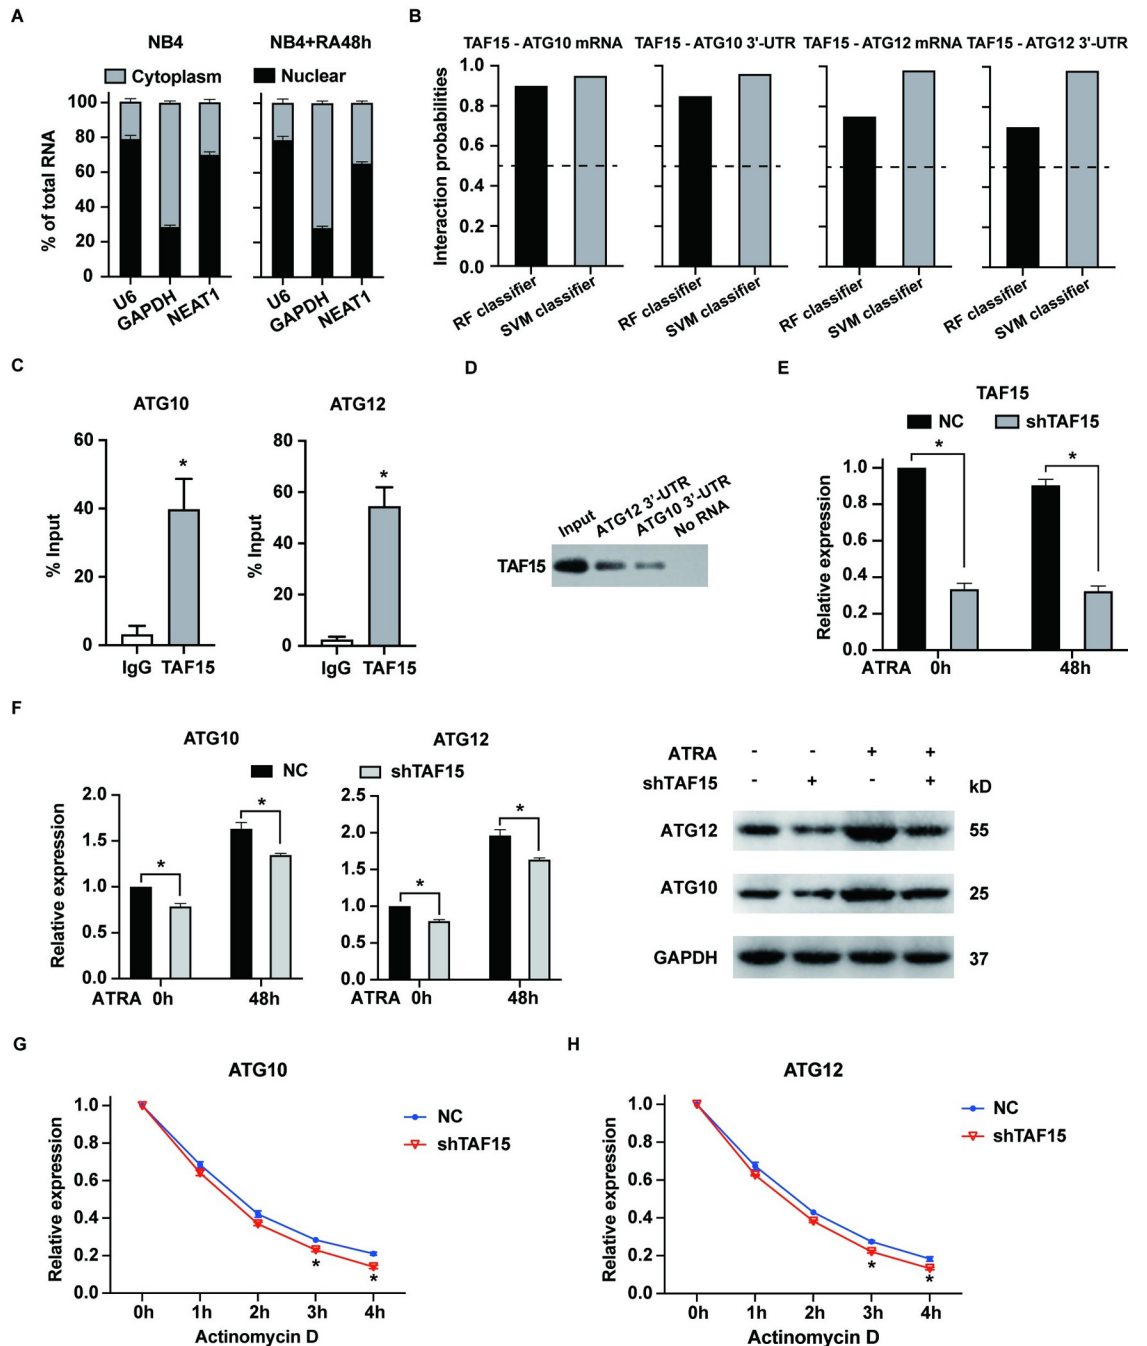 A
NB4
NB4+RA48h
Cytoplasm
Nuclear
% of total RNA
100
80
60
40
20
0
U6
GAPDH
NEAT1
U6
GAPDH
NEAT1
B
TAF15 - ATG10 mRNA
TAF15 - ATG10 3'-UTR
TAF15 - ATG12 mRNA
TAF15 - ATG12 3'-UTR
Interaction probabilities
1.0
0.8
0.6
0.4
0.2
0.0
RF classifier
SVM classifier
RF classifier
SVM classifier
RF classifier
SVM classifier
RF classifier
SVM classifier
C
ATG10
% Input
60
40
20
0
*
IgG
TAF15
ATG12
% Input
80
60
40
20
0
*
IgG
TAF15
D
Input
ATG12 3'-UTR
ATG10 3'-UTR
No RNA
TAF15
E
TAF15
NC
shTAF15
Relative expression
1.0
0.8
0.6
0.4
0.2
0.0
*
*
ATRA 0h 48h
F
ATG10
ATG12
NC
shTAF15
Relative expression
2.0
1.5
1.0
0.5
0.0
*
*
ATRA 0h 48h
2.5
2.0
1.5
1.0
0.5
0.0
*
*
ATRA 0h 48h
ATRA - - + +
shTAF15 - + - + kD
ATG12 55
ATG10 25
GAPDH 37
G
ATG10
Relative expression
1.0
0.8
0.6
0.4
0.2
0.0
NC
shTAF15
*
*
0h 1h 2h 3h 4h
Actinomycin D
H
ATG12
Relative expression
1.0
0.8
0.6
0.4
0.2
0.0
NC
shTAF15
*
*
0h 1h 2h 3h 4h
Actinomycin D